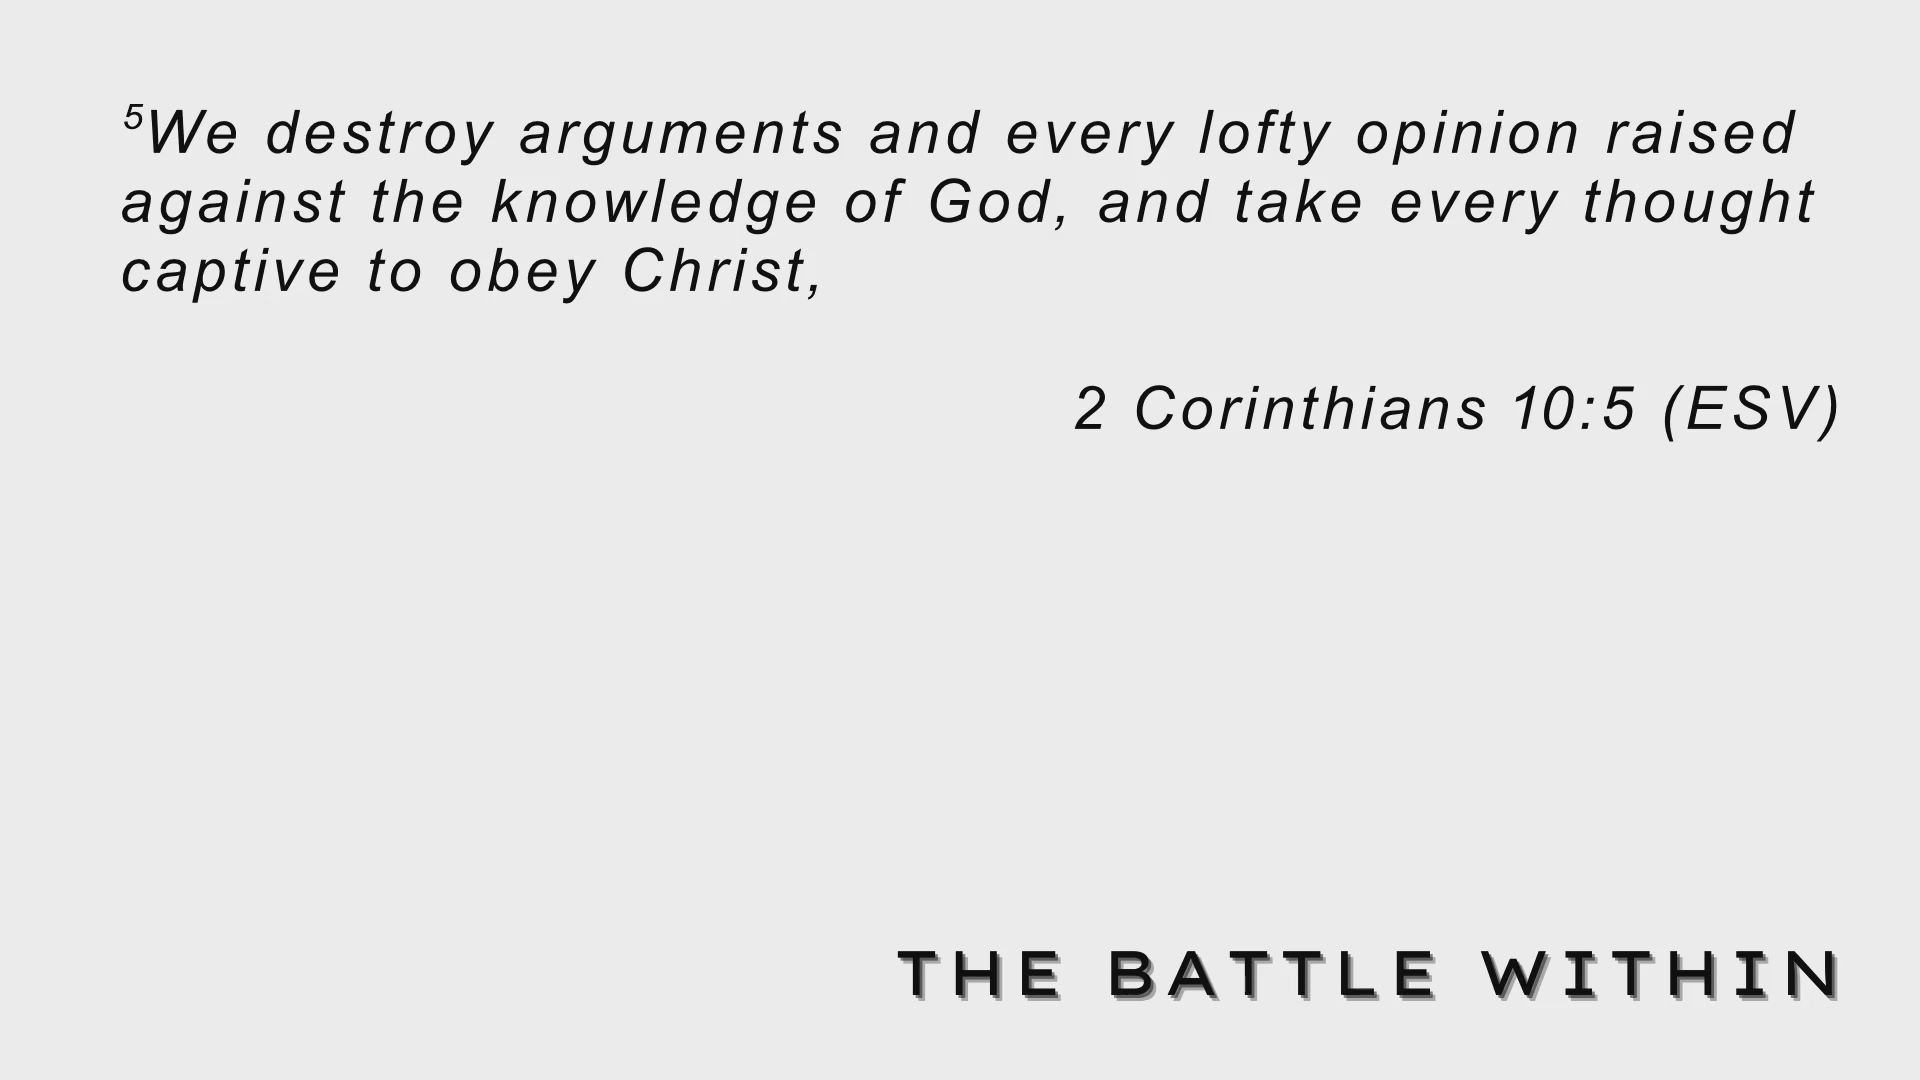 ⁵We destroy arguments and every lofty opinion raised
against the knowledge of God, and take every thought
captive to obey Christ,
2 Corinthians 10:5 (ESV)
THE BATTLE WITHIN